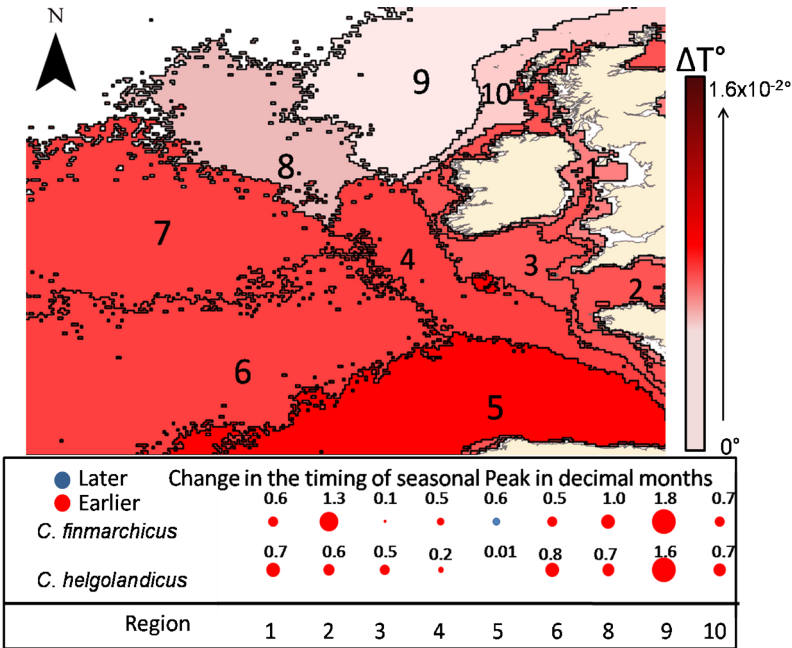 N
9
ΔT°
1.6x10⁻²°
10
8
1
7
4
3
2
6
5
0°
Later Change in the timing of seasonal Peak in decimal months
Earlier 0.6 1.3 0.1 0.5 0.6 0.5 1.0 1.8 0.7
C. finmarchicus
0.7 0.6 0.5 0.2 0.01 0.8 0.7 1.6 0.7
C. helgolandicus
Region 1 2 3 4 5 6 8 9 10